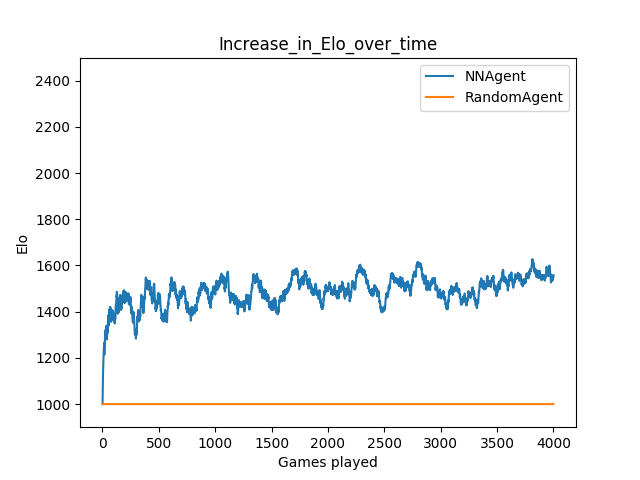 Increase_in_Elo_over_time
NNAgent
RandomAgent
2400
2200
2000
1800
1600
1400
1200
1000
Elo
0 500 1000 1500 2000 2500 3000 3500 4000
Games played